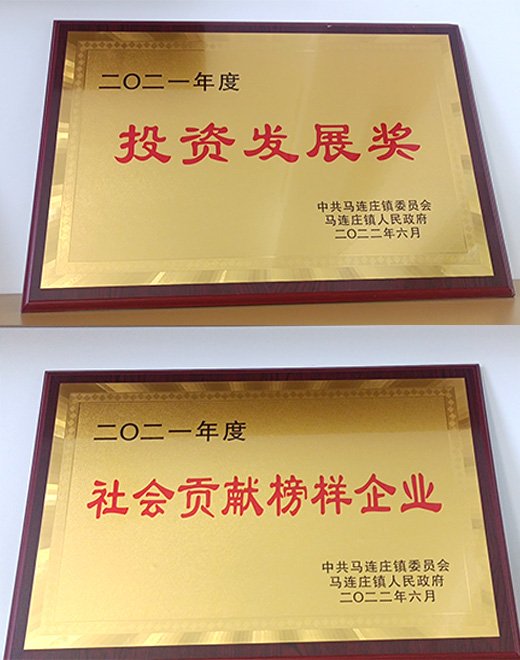 二〇二一年度
投资发展奖
中共马连庄镇委员会
马连庄镇人民政府
二〇二二年六月
二〇二一年度
社会贡献榜样企业
中共马连庄镇委员会
马连庄镇人民政府
二〇二二年六月